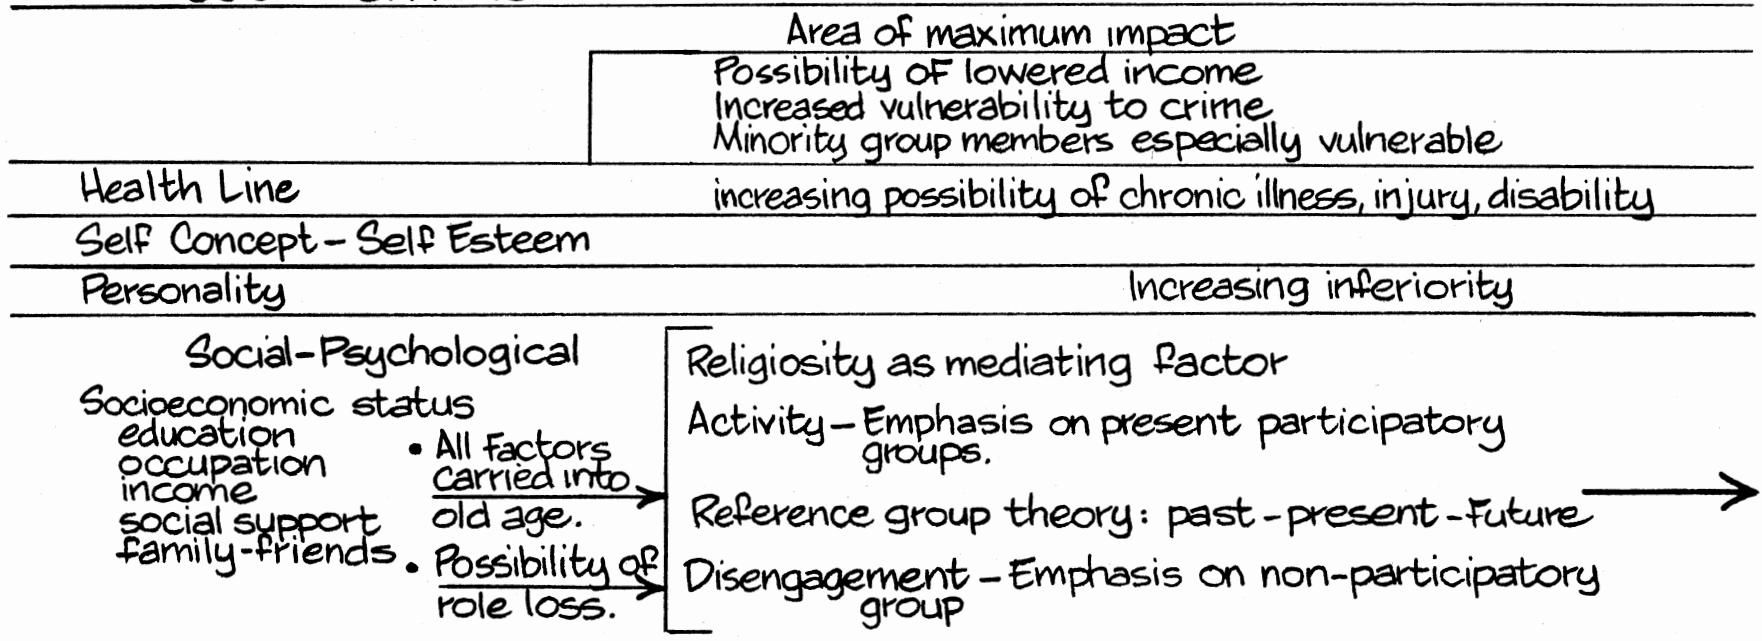 Area of maximum impact
Possibility of lowered income
Increased vulnerability to crime
Minority group members especially vulnerable
Health Line increasing possibility of chronic illness, injury, disability
Self Concept - Self Esteem
Personality Increasing inferiority
Social-Psychological
Socioeconomic status
education
occupation
income
social support
family-friends
• All factors
carried into
old age.
• Possibility of
role loss.
Religiosity as mediating factor
Activity - Emphasis on present participatory
groups.
Reference group theory: past-present-future
Disengagement - Emphasis on non-participatory
group